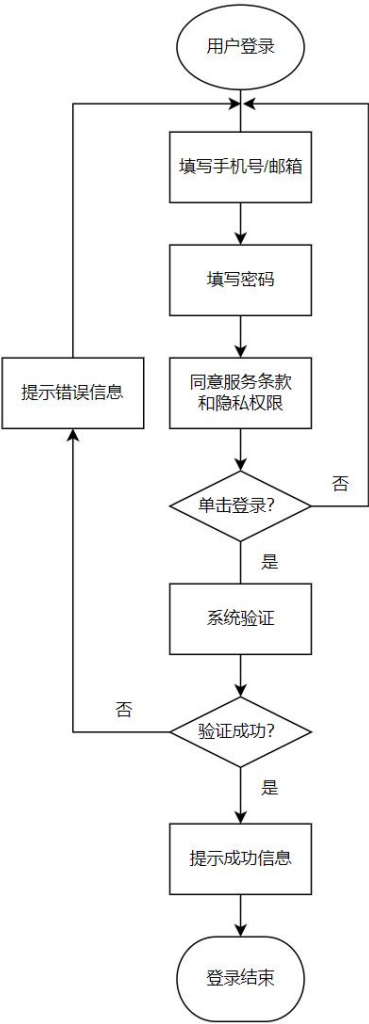 用户登录
填写手机号/邮箱
填写密码
提示错误信息
同意服务条款
和隐私权限
单击登录?
否
是
系统验证
否
验证成功?
是
提示成功信息
登录结束